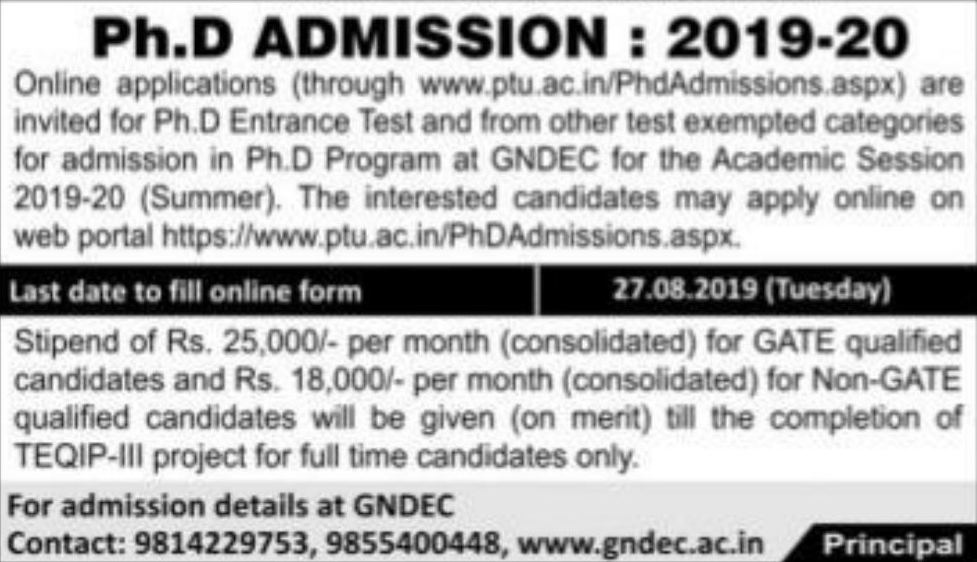 Ph.D ADMISSION : 2019-20
Online applications (through www.ptu.ac.in/PhdAdmissions.aspx) are
invited for Ph.D Entrance Test and from other test exempted categories
for admission in Ph.D Program at GNDEC for the Academic Session
2019-20 (Summer). The interested candidates may apply online on
web portal https://www.ptu.ac.in/PhDAdmissions.aspx.
Last date to fill online form 27.08.2019 (Tuesday)
Stipend of Rs. 25,000/- per month (consolidated) for GATE qualified
candidates and Rs. 18,000/- per month (consolidated) for Non-GATE
qualified candidates will be given (on merit) till the completion of
TEQIP-III project for full time candidates only.
For admission details at GNDEC
Contact: 9814229753, 9855400448, www.gndec.ac.in Principal